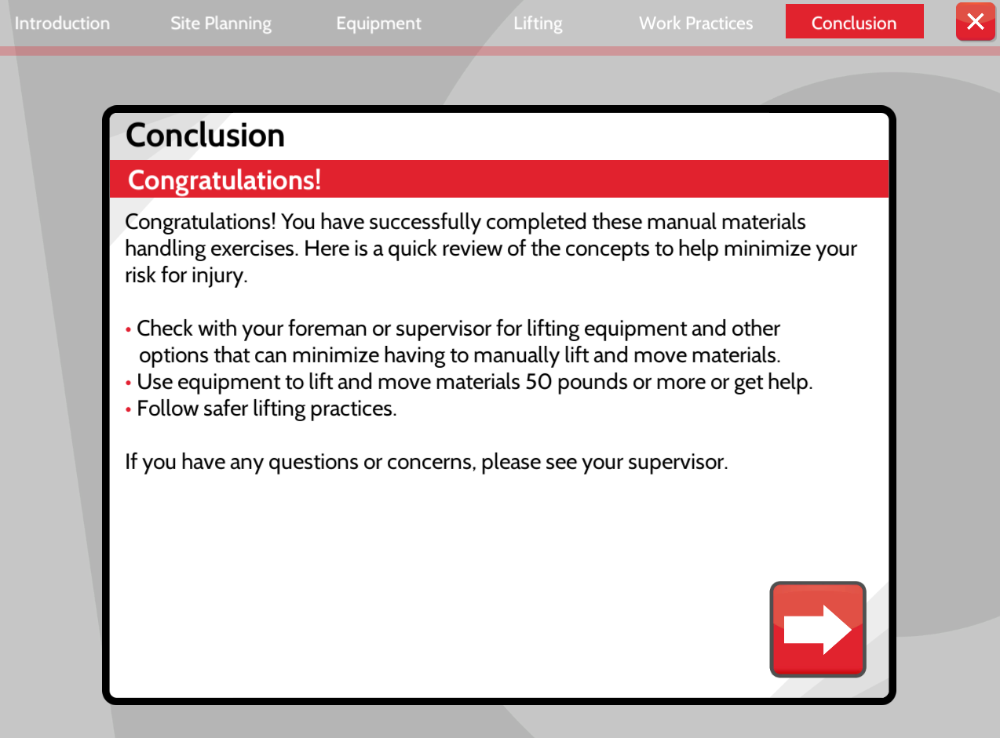 Introduction Site Planning Equipment Lifting Work Practices Conclusion
Conclusion
Congratulations!
Congratulations! You have successfully completed these manual materials
handling exercises. Here is a quick review of the concepts to help minimize your
risk for injury.
• Check with your foreman or supervisor for lifting equipment and other
options that can minimize having to manually lift and move materials.
• Use equipment to lift and move materials 50 pounds or more or get help.
• Follow safer lifting practices.
If you have any questions or concerns, please see your supervisor.